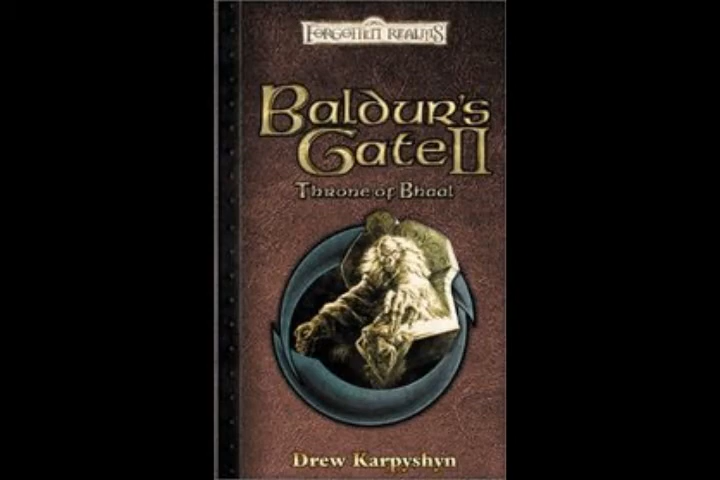 Forgotten Realms
Baldur's
Gate II
Throne of Bhaal
Drew Karpyshyn